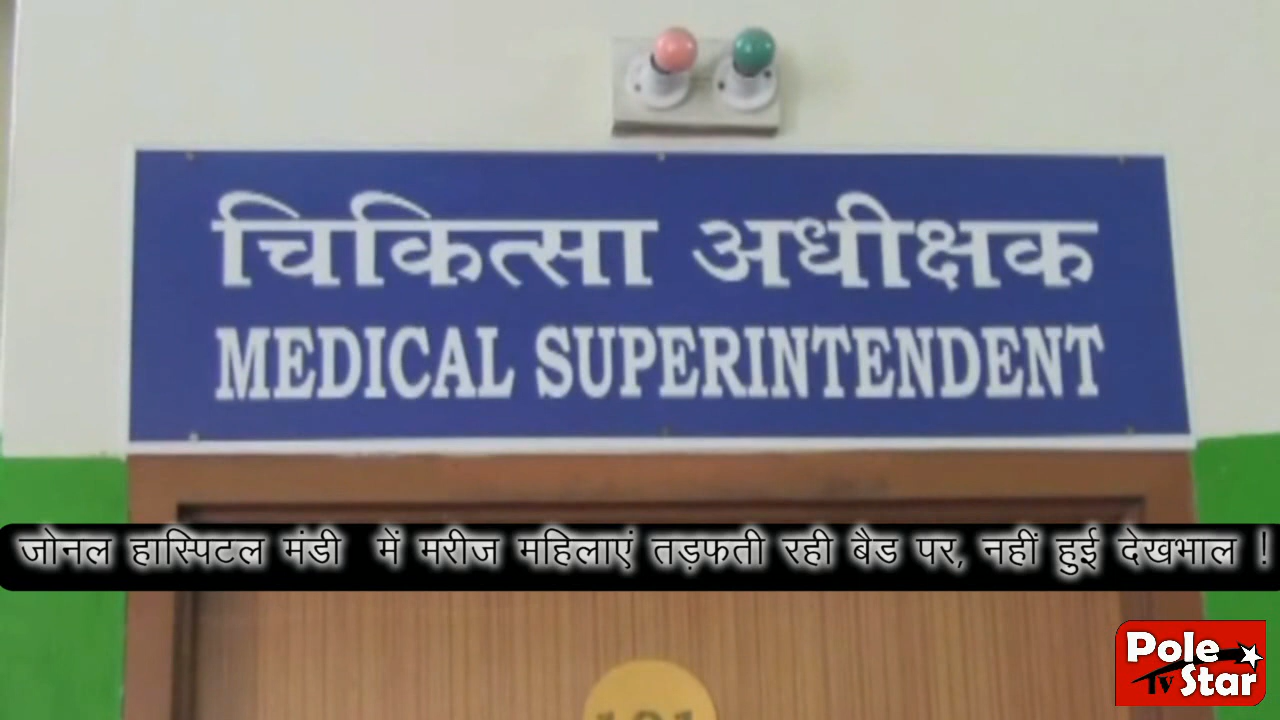 चिकित्सा अधीक्षक
MEDICAL SUPERINTENDENT
जोनल हास्पिटल मंडी में मरीज महिलाएं तड़फती रही बैड पर, नहीं हुई देखभाल !
Pole
Tv Star